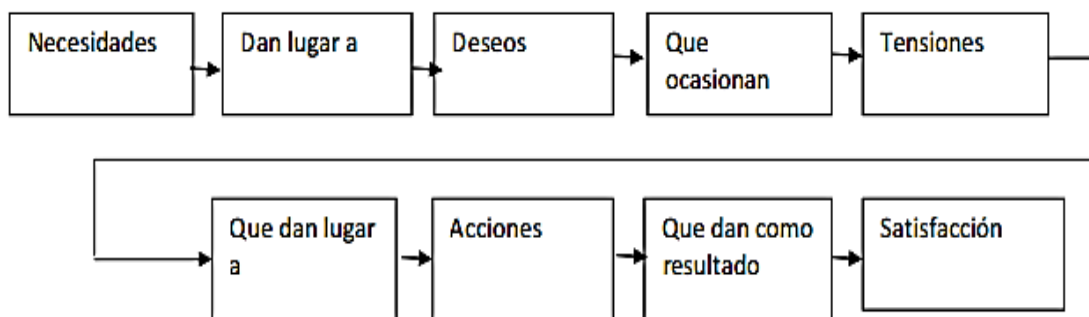 Necesidades
Dan lugar a
Deseos
Que
ocasionan
Tensiones
Que dan lugar
a
Acciones
Que dan como
resultado
Satisfacción